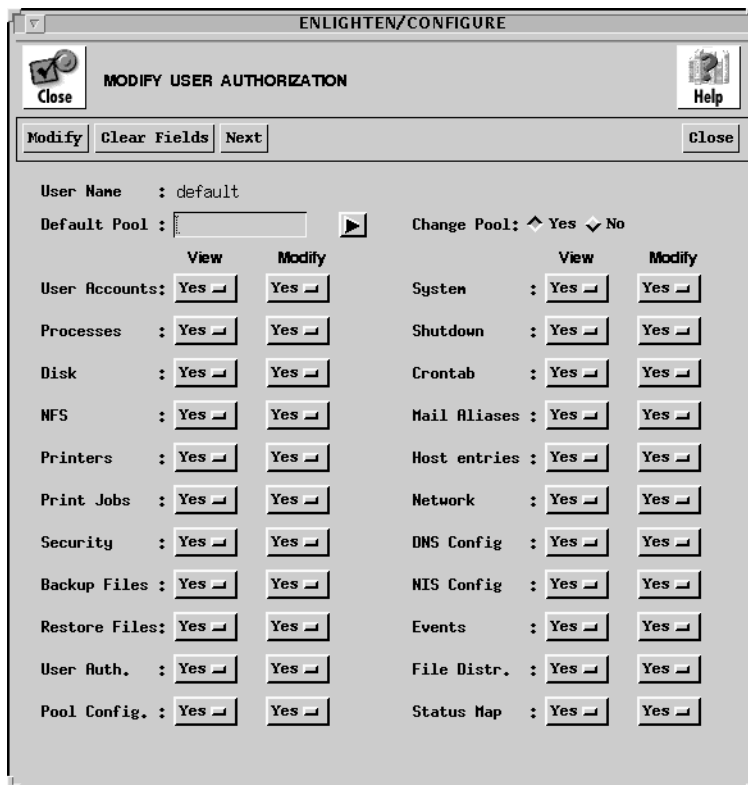 ENLIGHTEN/CONFIGURE
Close
MODIFY USER AUTHORIZATION
Help
Modify Clear Fields Next Close
User Name : default
Default Pool : Change Pool: Yes No
View Modify View Modify
User Accounts: Yes Yes System : Yes Yes
Processes : Yes Yes Shutdown : Yes Yes
Disk : Yes Yes Crontab : Yes Yes
NFS : Yes Yes Mail Aliases : Yes Yes
Printers : Yes Yes Host entries : Yes Yes
Print Jobs : Yes Yes Network : Yes Yes
Security : Yes Yes DNS Config : Yes Yes
Backup Files : Yes Yes NIS Config : Yes Yes
Restore Files: Yes Yes Events : Yes Yes
User Auth. : Yes Yes File Distr. : Yes Yes
Pool Config. : Yes Yes Status Map : Yes Yes